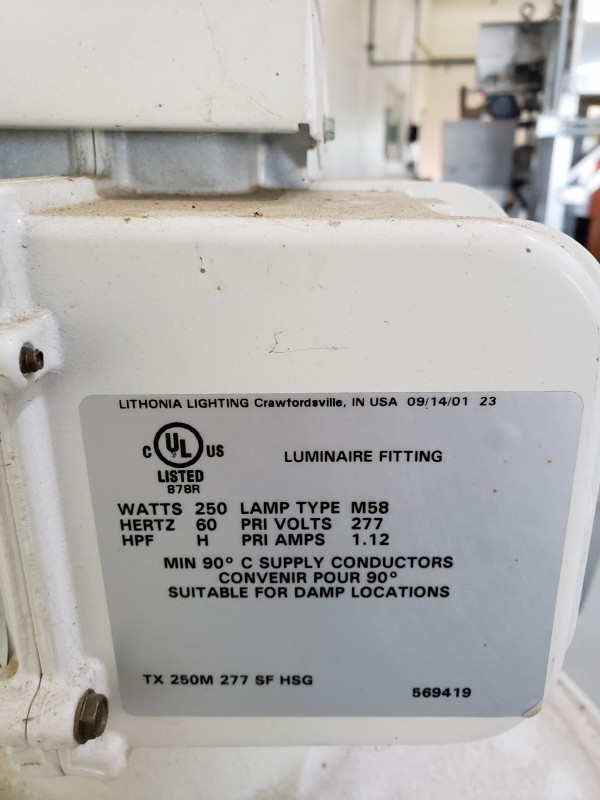 LITHONIA LIGHTING Crawfordsville, IN USA 09/14/01 23
C UL US
LISTED
878R
LUMINAIRE FITTING
WATTS 250 LAMP TYPE M58
HERTZ 60 PRI VOLTS 277
HPF H PRI AMPS 1.12
MIN 90° C SUPPLY CONDUCTORS
CONVENIR POUR 90°
SUITABLE FOR DAMP LOCATIONS
TX 250M 277 SF HSG
569419